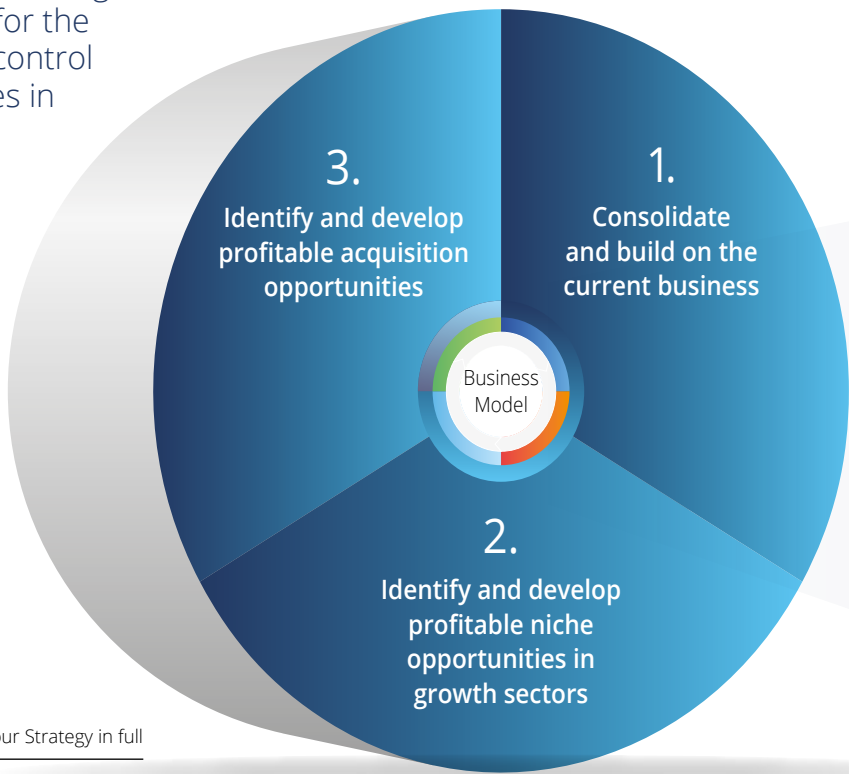 for the
control
es in
3.
Identify and develop
profitable acquisition
opportunities
1.
Consolidate
and build on the
current business
Business
Model
2.
Identify and develop
profitable niche
opportunities in
growth sectors
our Strategy in full